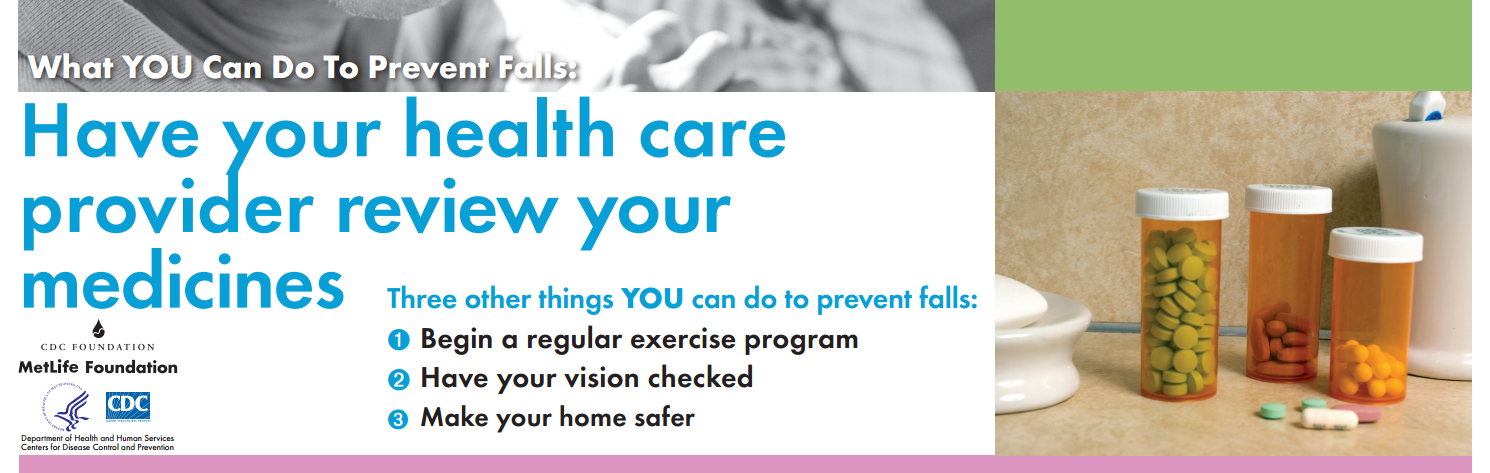 What YOU Can Do To Prevent Falls:
Have your health care
provider review your
medicines
Three other things YOU can do to prevent falls:
1 Begin a regular exercise program
2 Have your vision checked
3 Make your home safer
CDC FOUNDATION
MetLife Foundation
CDC
Department of Health and Human Services
Centers for Disease Control and Prevention